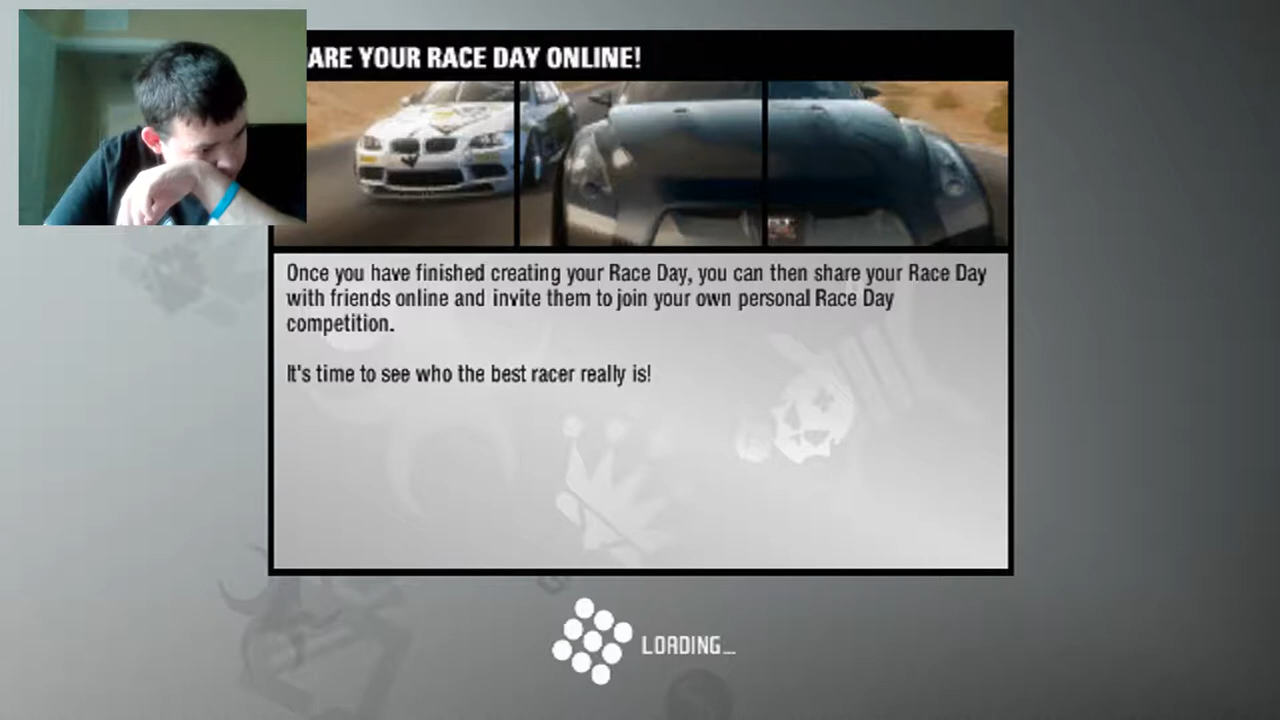 ARE YOUR RACE DAY ONLINE!
Once you have finished creating your Race Day, you can then share your Race Day
with friends online and invite them to join your own personal Race Day
competition.
It's time to see who the best racer really is!
LOADING...